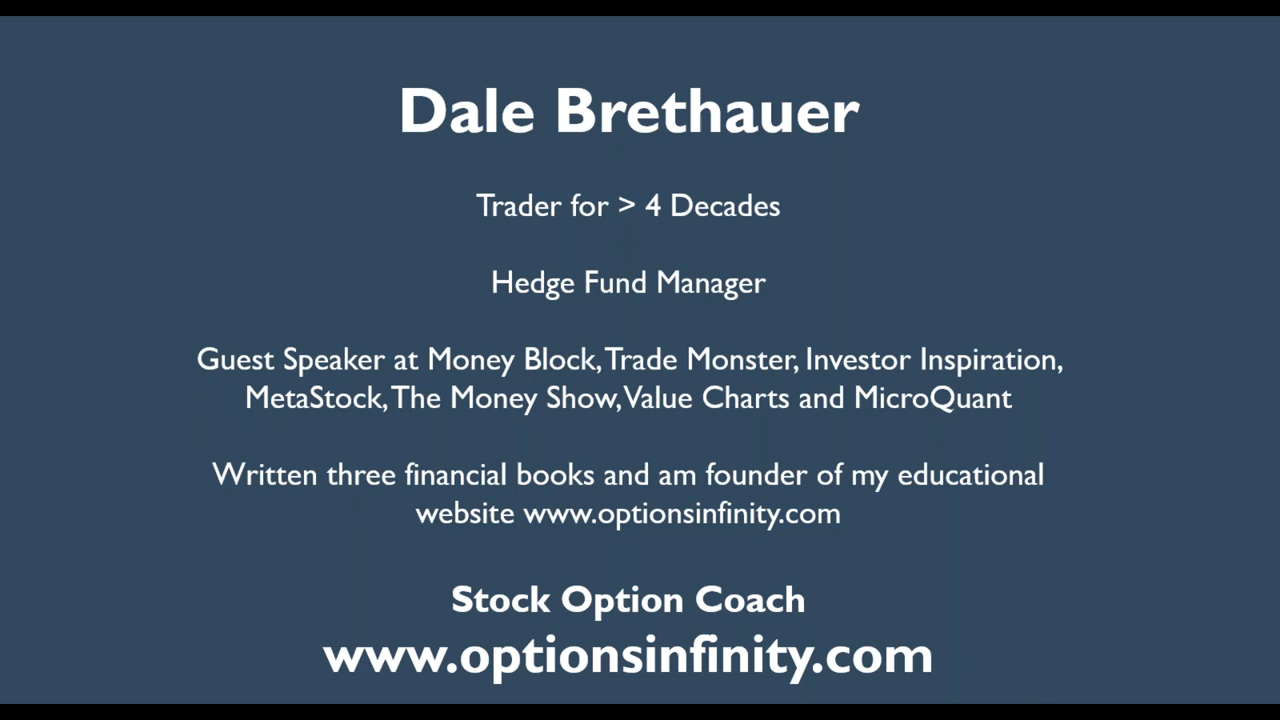 Dale Brethauer
Trader for > 4 Decades
Hedge Fund Manager
Guest Speaker at Money Block, Trade Monster, Investor Inspiration,
MetaStock, The Money Show, Value Charts and MicroQuant
Written three financial books and am founder of my educational
website www.optionsinfinity.com
Stock Option Coach
www.optionsinfinity.com